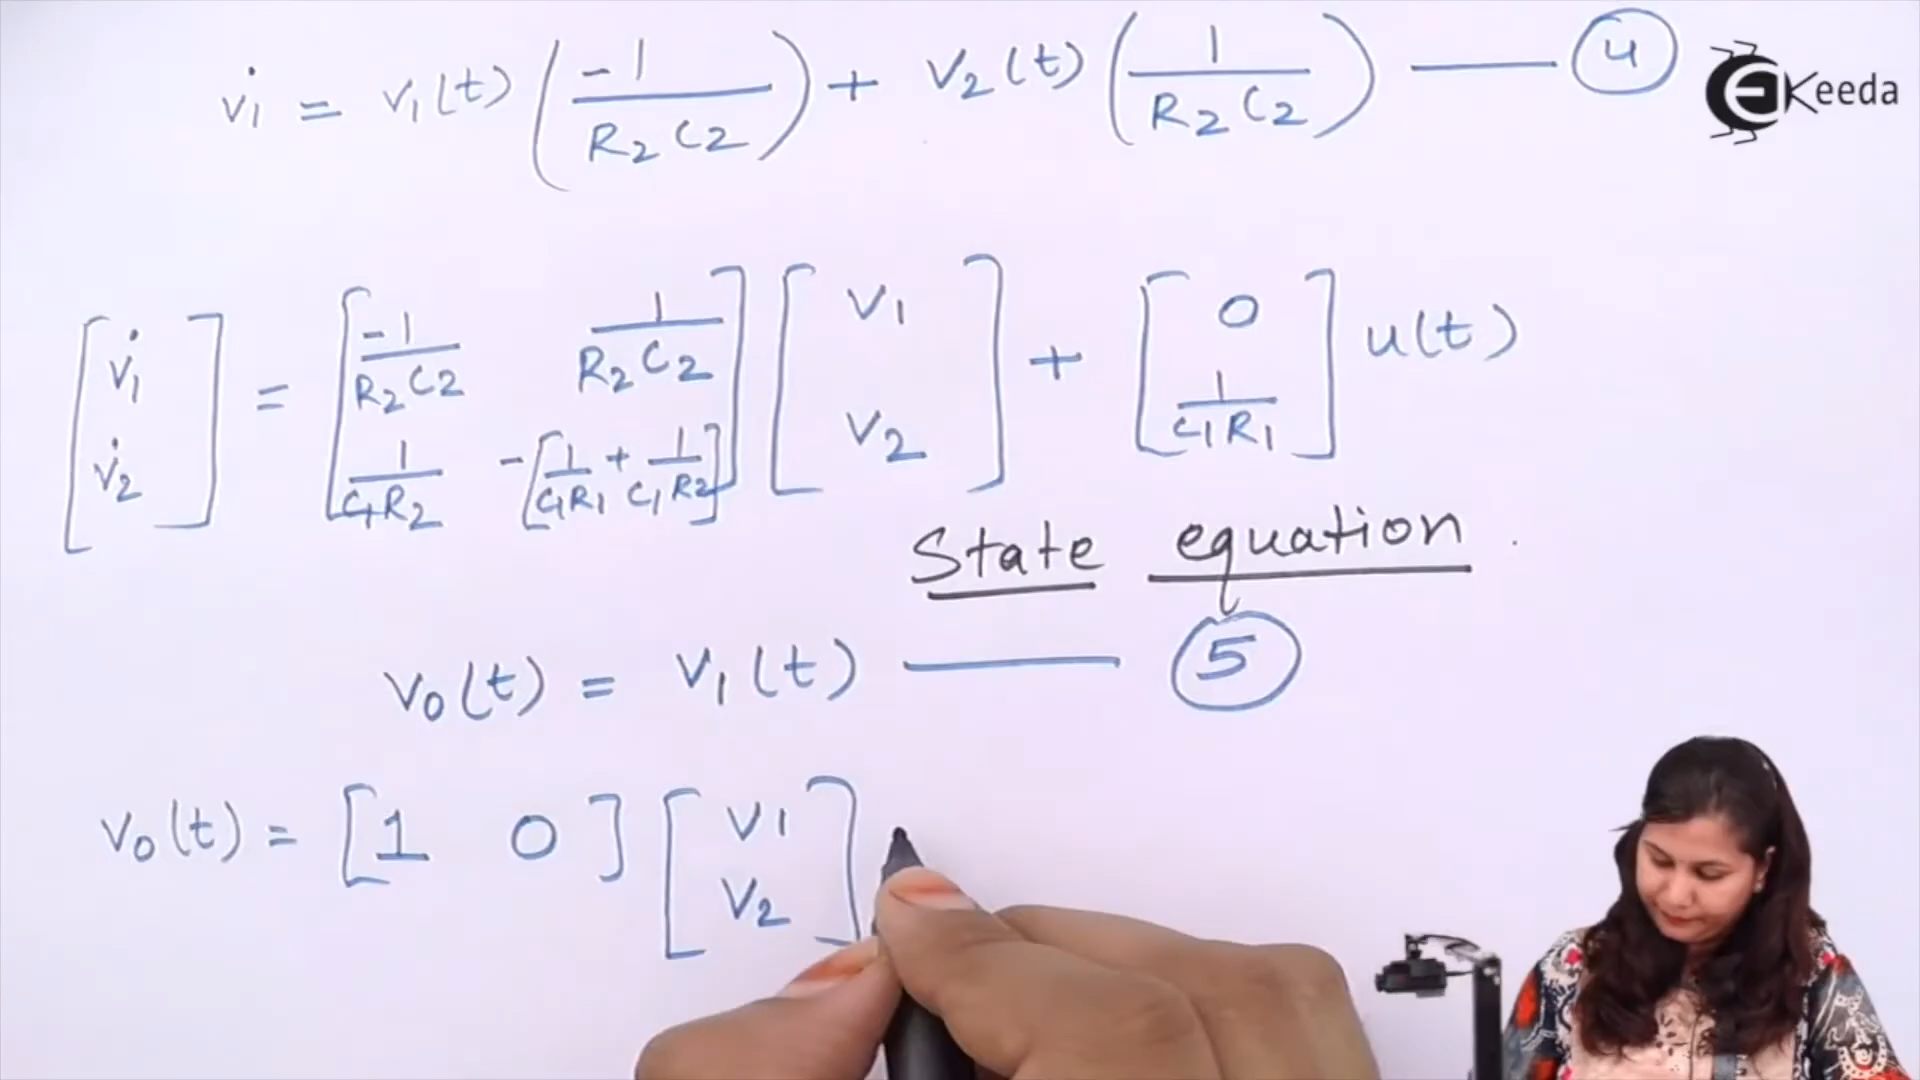 v̇1 = v1(t) (-1/R2C2) + v2(t) (1/R2C2) —— 4
EKeeda
[v̇1 v̇2] = [-1/R2C2 1/R2C2 1/C1R2 -[1/C1R1 + 1/C1R2]] [v1 v2] + [0 1/C1R1] u(t)
State equation.
v0(t) = v1(t) —— 5
v0(t) = [1 0] [v1 v2]